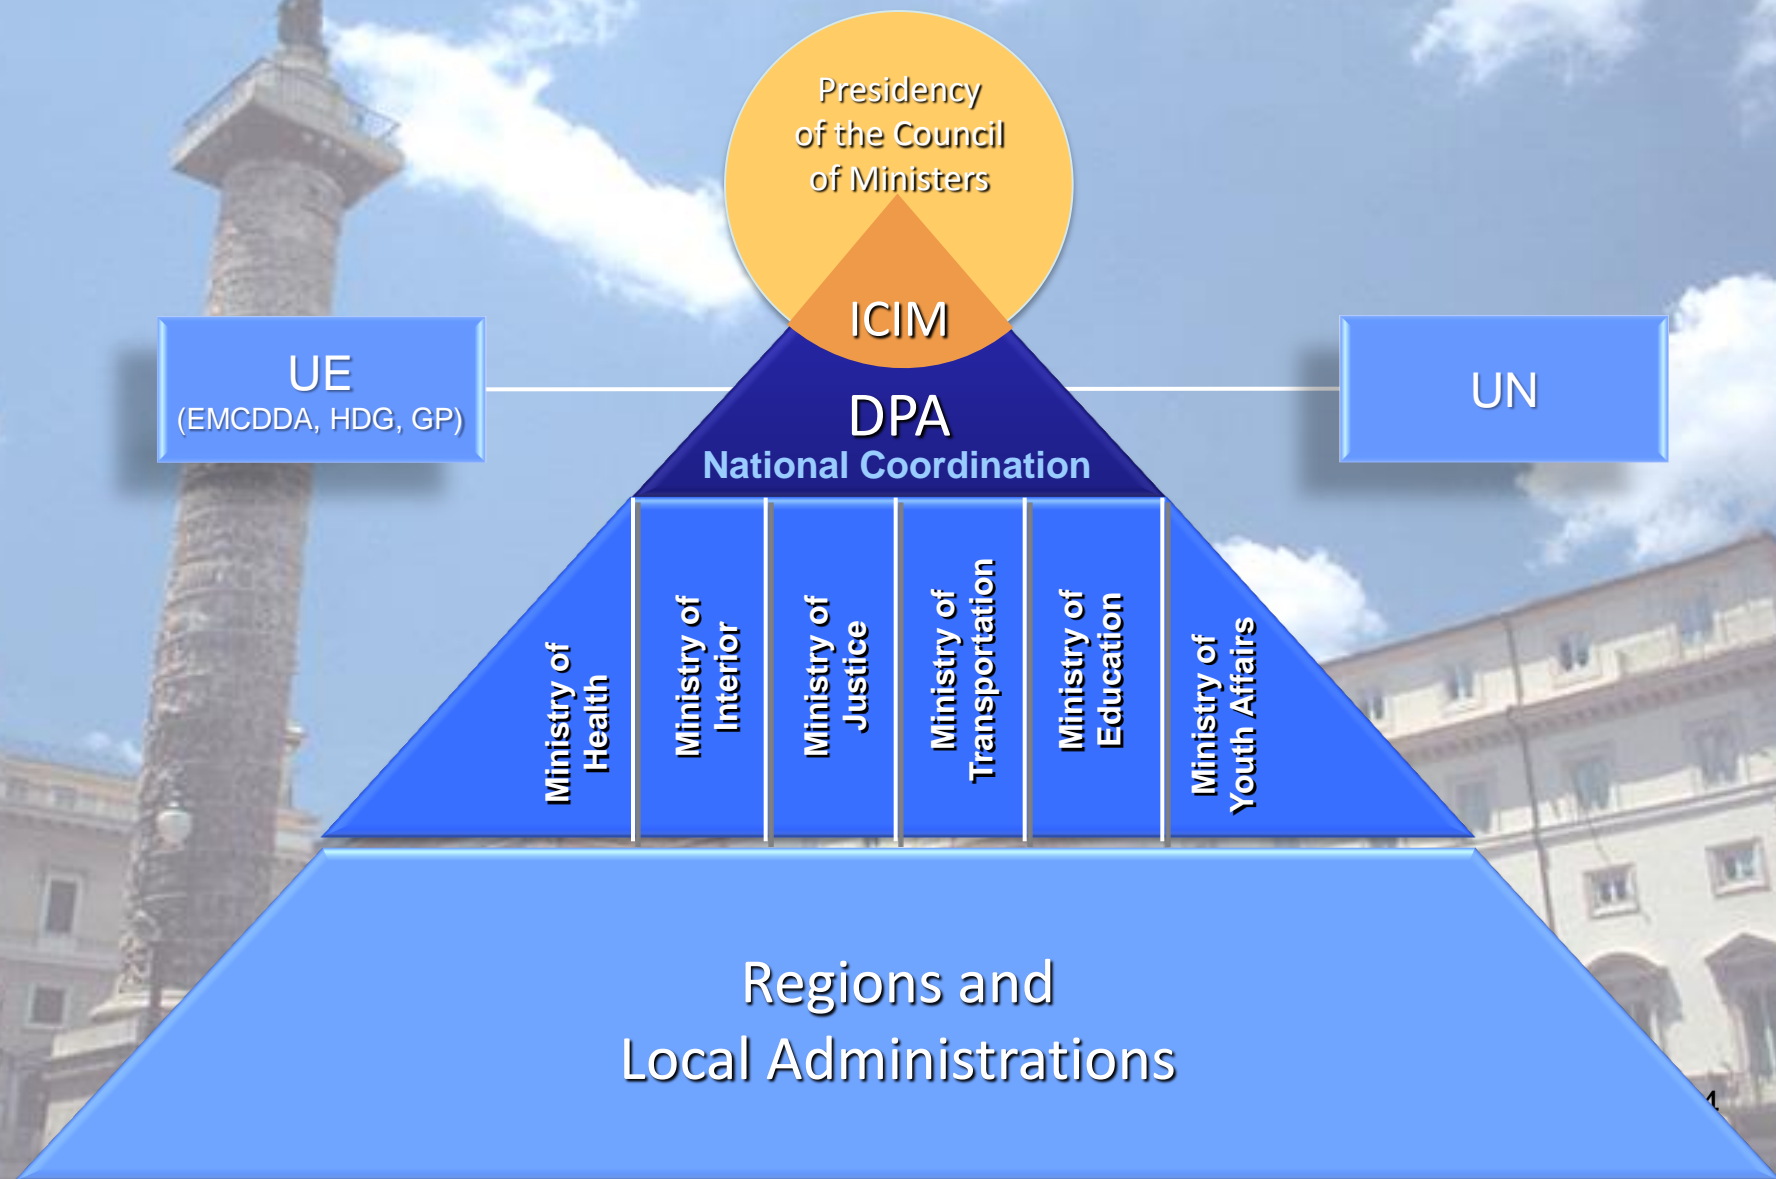 Presidency
of the Council
of Ministers
ICIM
UE
(EMCDDA, HDG, GP)
UN
DPA
National Coordination
Ministry of
Health
Ministry of
Interior
Ministry of
Justice
Ministry of
Transportation
Ministry of
Education
Ministry of
Youth Affairs
Regions and
Local Administrations
4